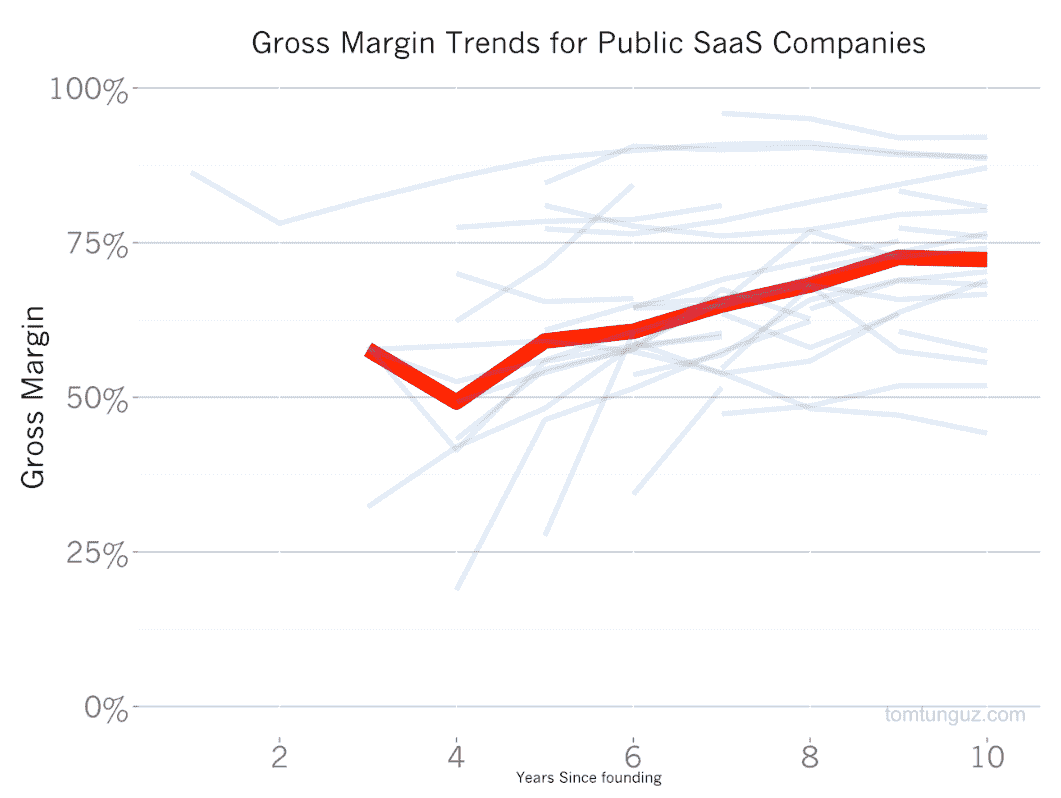 Gross Margin Trends for Public SaaS Companies
100%
75%
50%
25%
0%
Gross Margin
2
4
6
8
10
Years Since founding
tomtunguz.com